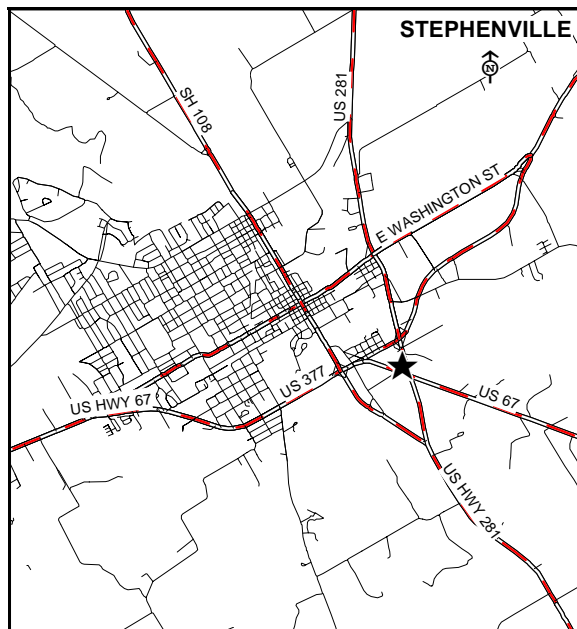 STEPHENVILLE
N
SH 108
US 281
E WASHINGTON ST
US HWY 67
US 377
US 67
US HWY 281